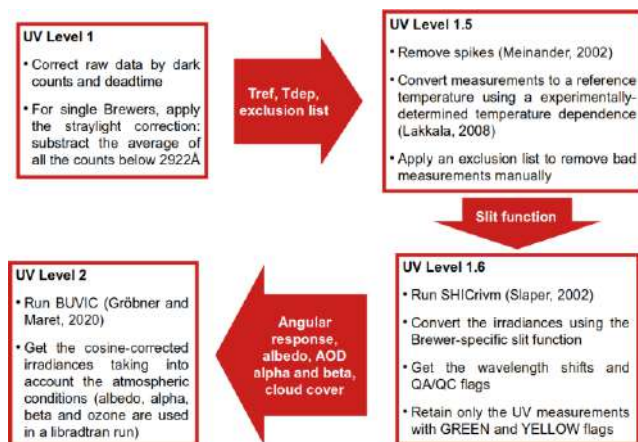 UV Level 1
• Correct raw data by dark
counts and deadtime
• For single Brewers, apply
the straylight correction:
substract the average of
all the counts below 2922Å
Tref, Tdep,
exclusion list
UV Level 1.5
• Remove spikes (Meinander, 2002)
• Convert measurements to a reference
temperature using a experimentally-
determined temperature dependence
(Lakkala, 2008)
• Apply an exclusion list to remove bad
measurements manually
Slit function
UV Level 1.6
• Run SHICrivm (Slaper, 2002)
• Convert the irradiances using the
Brewer-specific slit function
• Get the wavelength shifts and
QA/QC flags
• Retain only the UV measurements
with GREEN and YELLOW flags
Angular
response,
albedo, AOD
alpha and beta,
cloud cover
UV Level 2
• Run BUVIC (Gröbner and
Maret, 2020)
• Get the cosine-corrected
irradiances taking into
account the atmospheric
conditions (albedo, alpha,
beta and ozone are used
in a libradtran run)